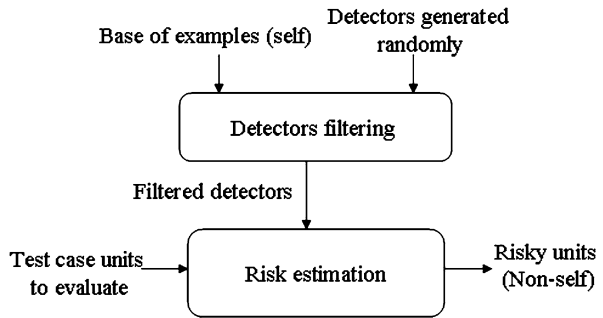 Base of examples (self)
Detectors generated
randomly
Detectors filtering
Filtered detectors
Test case units
to evaluate
Risk estimation
Risky units
(Non-self)